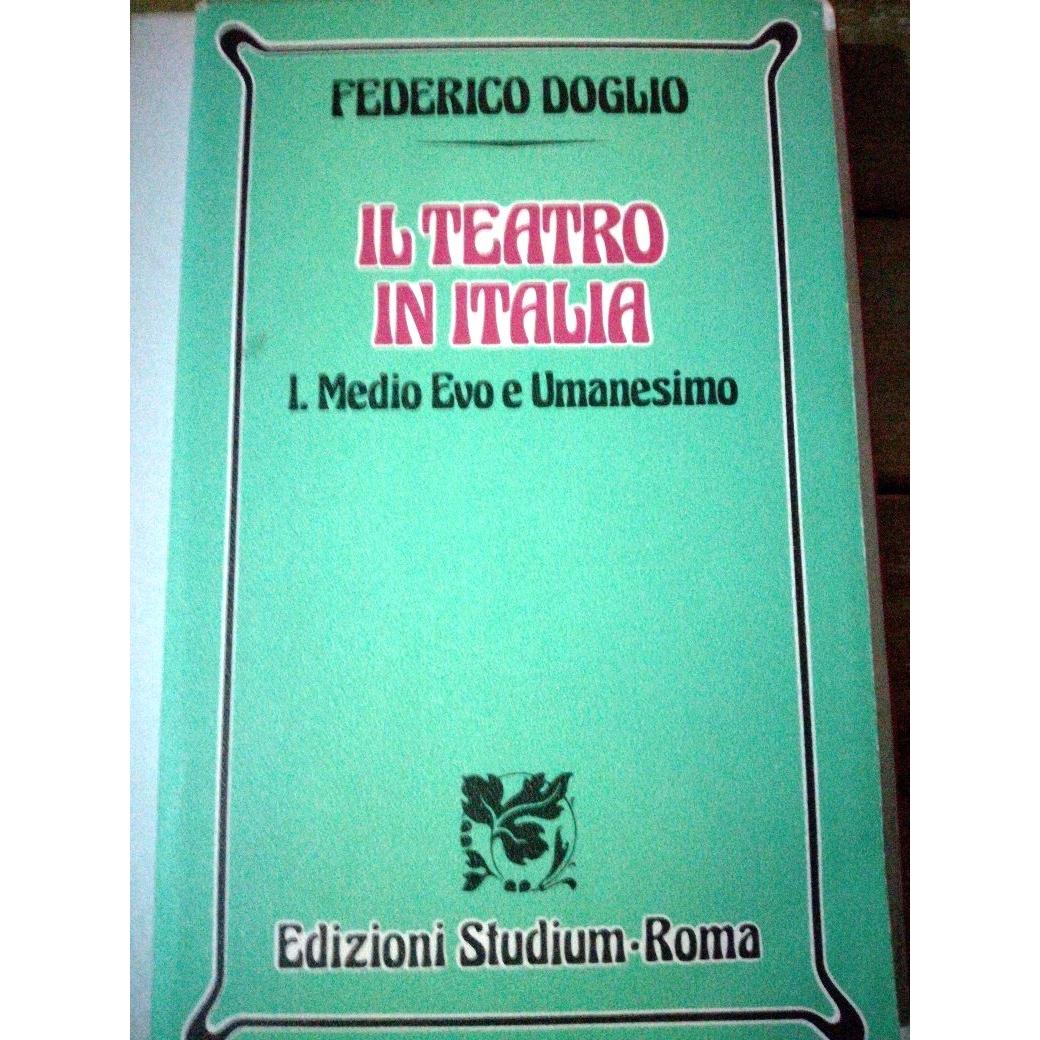 FEDERICO DOGLIO
IL TEATRO
IN ITALIA
I. Medio Evo e Umanesimo
Edizioni Studium·Roma